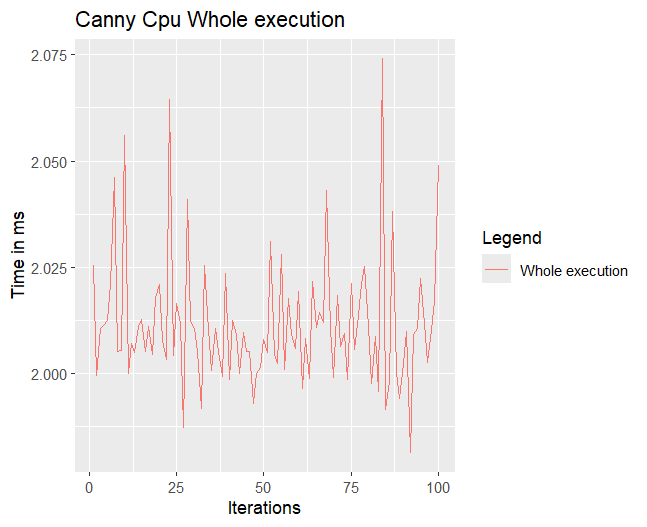 Canny Cpu Whole execution
2.075
2.050
2.025
2.000
Time in ms
0 25 50 75 100
Iterations
Legend
Whole execution